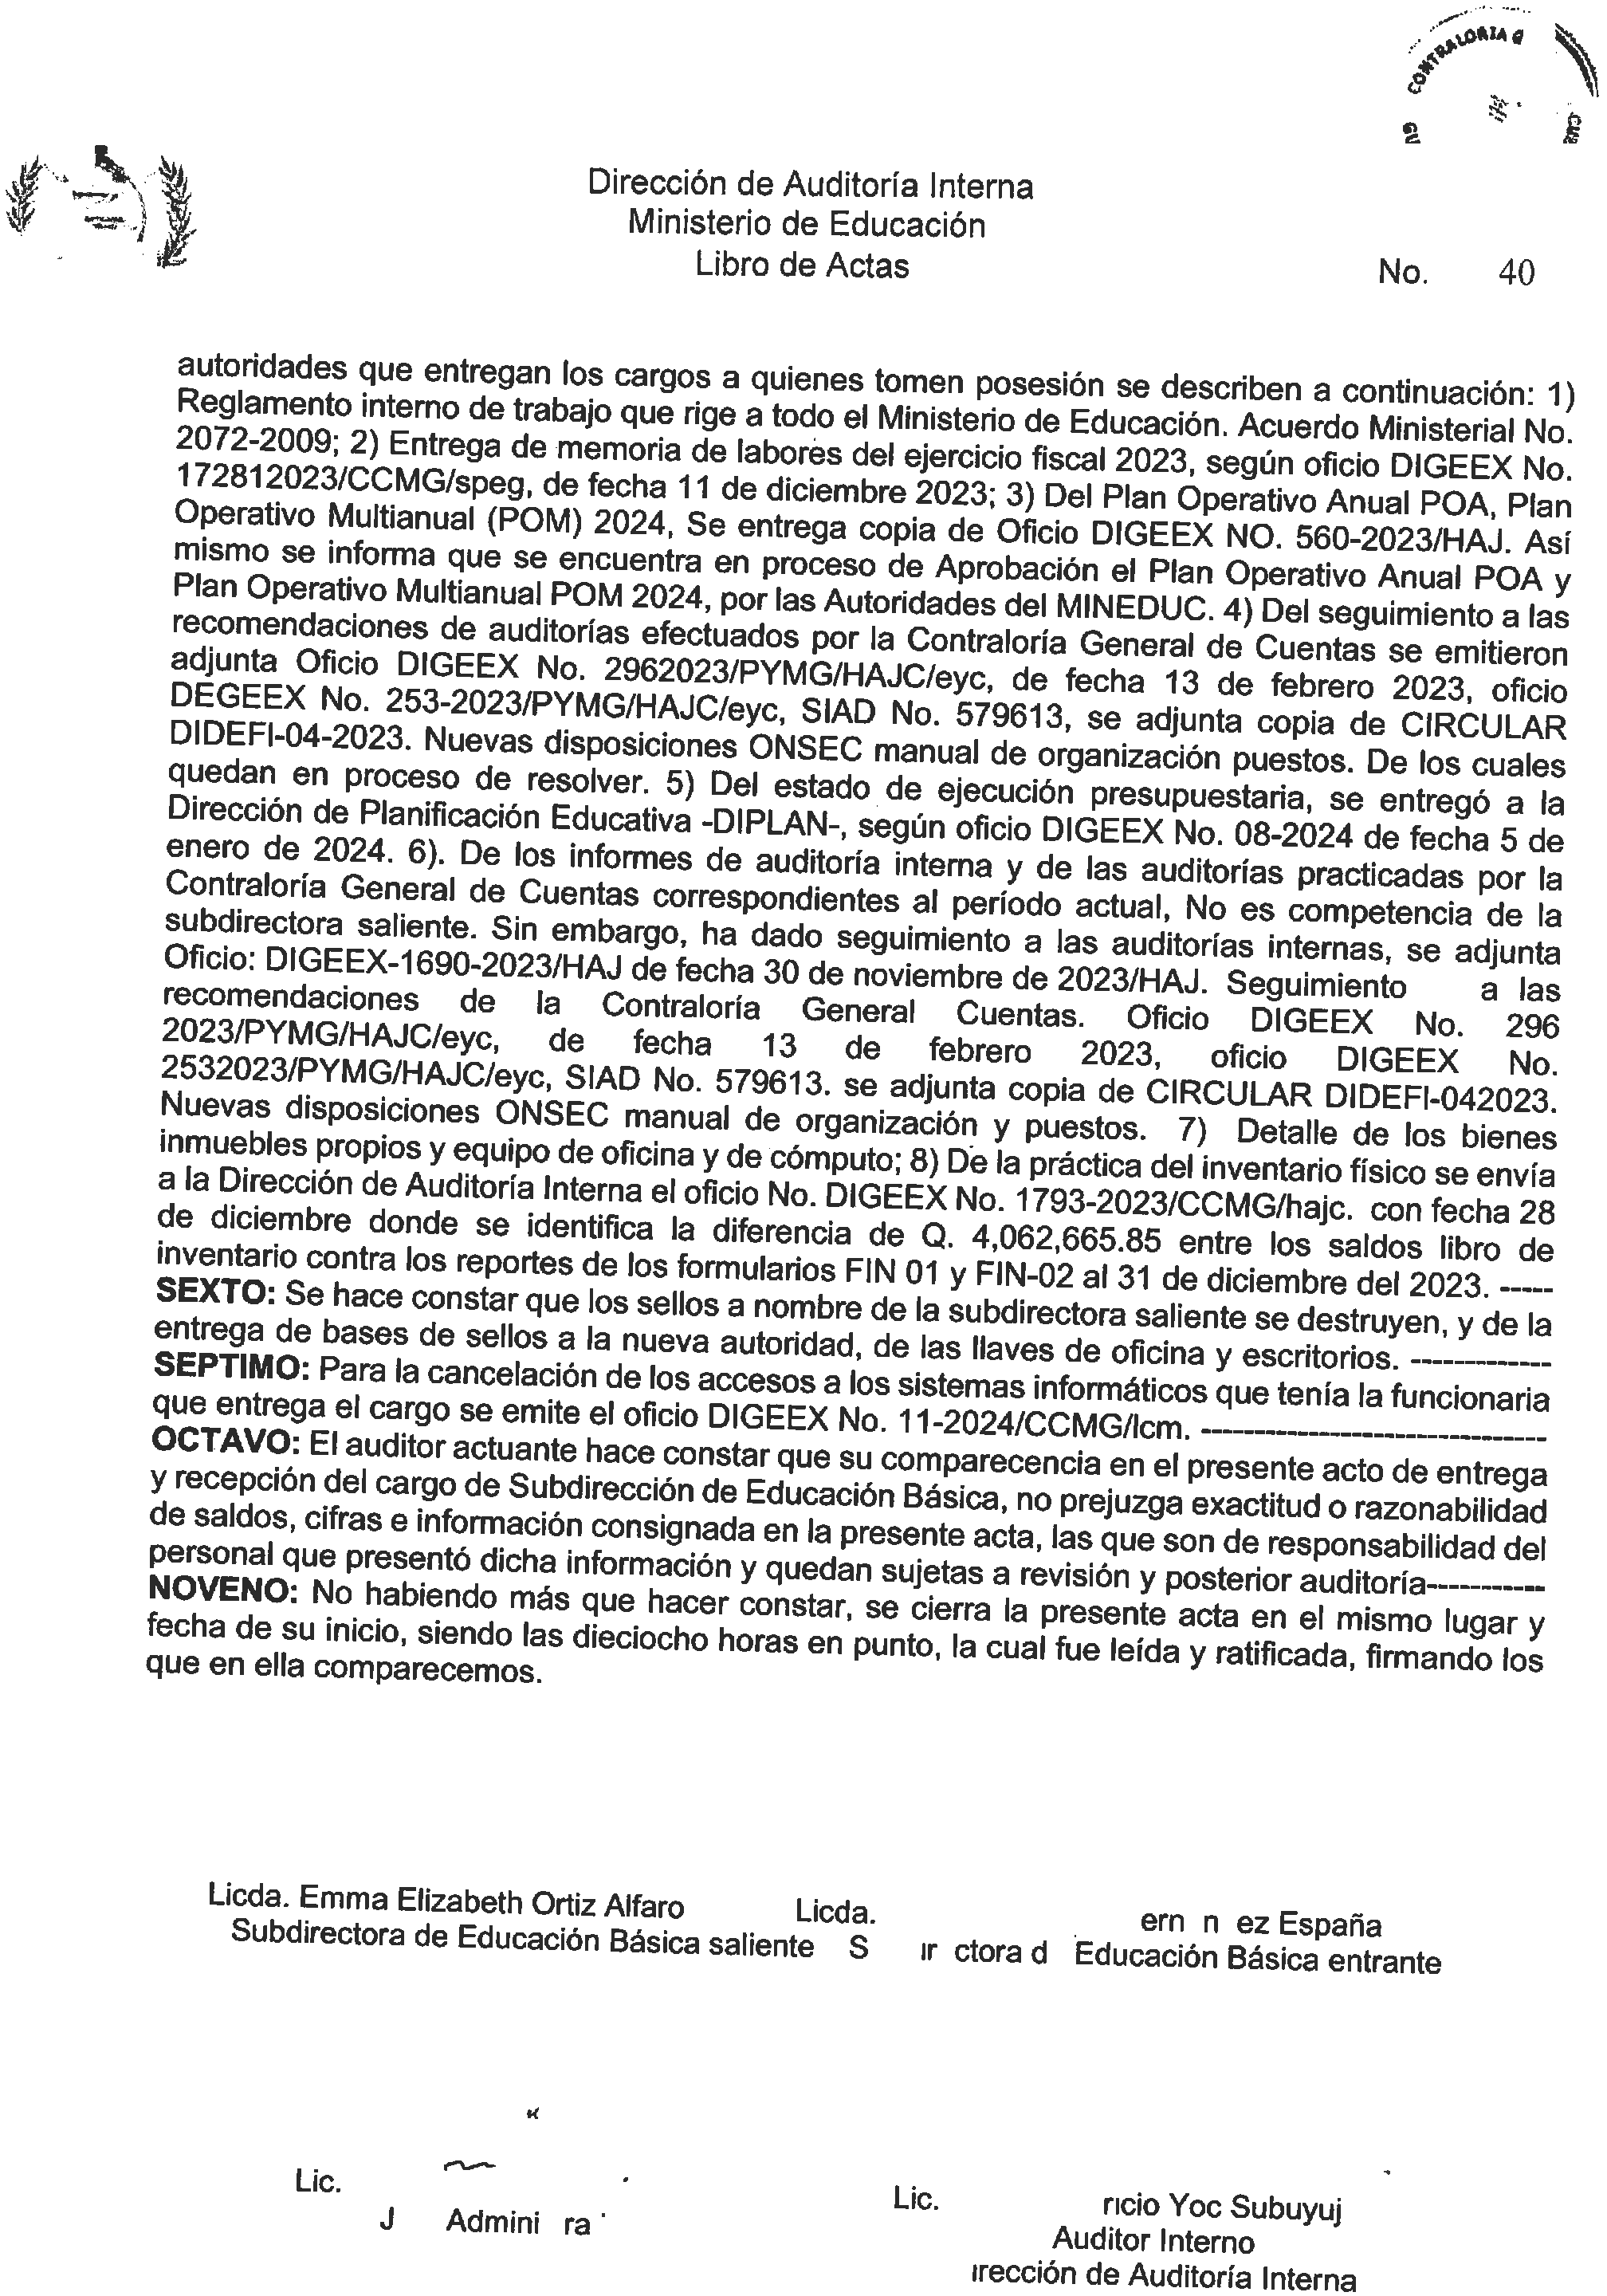 CONTRALORIA
Dirección de Auditoría Interna
Ministerio de Educación
Libro de Actas
No. 40
autoridades que entregan los cargos a quienes tomen posesión se describen a continuación: 1)
Reglamento interno de trabajo que rige a todo el Ministerio de Educación. Acuerdo Ministerial No.
2072-2009; 2) Entrega de memoria de labores del ejercicio fiscal 2023, según oficio DIGEEX No.
172812023/CCMG/speg, de fecha 11 de diciembre 2023; 3) Del Plan Operativo Anual POA, Plan
Operativo Multianual (POM) 2024, Se entrega copia de Oficio DIGEEX NO. 560-2023/HAJ. Así
mismo se informa que se encuentra en proceso de Aprobación el Plan Operativo Anual POA y
Plan Operativo Multianual POM 2024, por las Autoridades del MINEDUC. 4) Del seguimiento a las
recomendaciones de auditorías efectuados por la Contraloría General de Cuentas se emitieron
adjunta Oficio DIGEEX No. 2962023/PYMG/HAJC/eyc, de fecha 13 de febrero 2023, oficio
DEGEEX No. 253-2023/PYMG/HAJC/eyc, SIAD No. 579613, se adjunta copia de CIRCULAR
DIDEFI-04-2023. Nuevas disposiciones ONSEC manual de organización puestos. De los cuales
quedan en proceso de resolver. 5) Del estado de ejecución presupuestaria, se entregó a la
Dirección de Planificación Educativa -DIPLAN-, según oficio DIGEEX No. 08-2024 de fecha 5 de
enero de 2024. 6). De los informes de auditoría interna y de las auditorías practicadas por la
Contraloría General de Cuentas correspondientes al período actual, No es competencia de la
subdirectora saliente. Sin embargo, ha dado seguimiento a las auditorías internas, se adjunta
Oficio: DIGEEX-1690-2023/HAJ de fecha 30 de noviembre de 2023/HAJ. Seguimiento a las
recomendaciones de la Contraloría General Cuentas. Oficio DIGEEX No. 296
2023/PYMG/HAJC/eyc, de fecha 13 de febrero 2023, oficio DIGEEX No.
2532023/PYMG/HAJC/eyc, SIAD No. 579613. se adjunta copia de CIRCULAR DIDEFI-042023.
Nuevas disposiciones ONSEC manual de organización y puestos. 7) Detalle de los bienes
inmuebles propios y equipo de oficina y de cómputo; 8) De la práctica del inventario físico se envía
a la Dirección de Auditoría Interna el oficio No. DIGEEX No. 1793-2023/CCMG/hajc. con fecha 28
de diciembre donde se identifica la diferencia de Q. 4,062,665.85 entre los saldos libro de
inventario contra los reportes de los formularios FIN 01 y FIN-02 al 31 de diciembre del 2023. -----
SEXTO: Se hace constar que los sellos a nombre de la subdirectora saliente se destruyen, y de la
entrega de bases de sellos a la nueva autoridad, de las llaves de oficina y escritorios. -------------
SEPTIMO: Para la cancelación de los accesos a los sistemas informáticos que tenía la funcionaria
que entrega el cargo se emite el oficio DIGEEX No. 11-2024/CCMG/lcm. --------------------------------
OCTAVO: El auditor actuante hace constar que su comparecencia en el presente acto de entrega
y recepción del cargo de Subdirección de Educación Básica, no prejuzga exactitud o razonabilidad
de saldos, cifras e información consignada en la presente acta, las que son de responsabilidad del
personal que presentó dicha información y quedan sujetas a revisión y posterior auditoría-----------
NOVENO: No habiendo más que hacer constar, se cierra la presente acta en el mismo lugar y
fecha de su inicio, siendo las dieciocho horas en punto, la cual fue leída y ratificada, firmando los
que en ella comparecemos.
Licda. Emma Elizabeth Ortiz Alfaro Licda. España
Subdirectora de Educación Básica saliente Educación Básica entrante
Lic.
Lic. Yoc Subuyuj
Auditor Interno
de Auditoría Interna